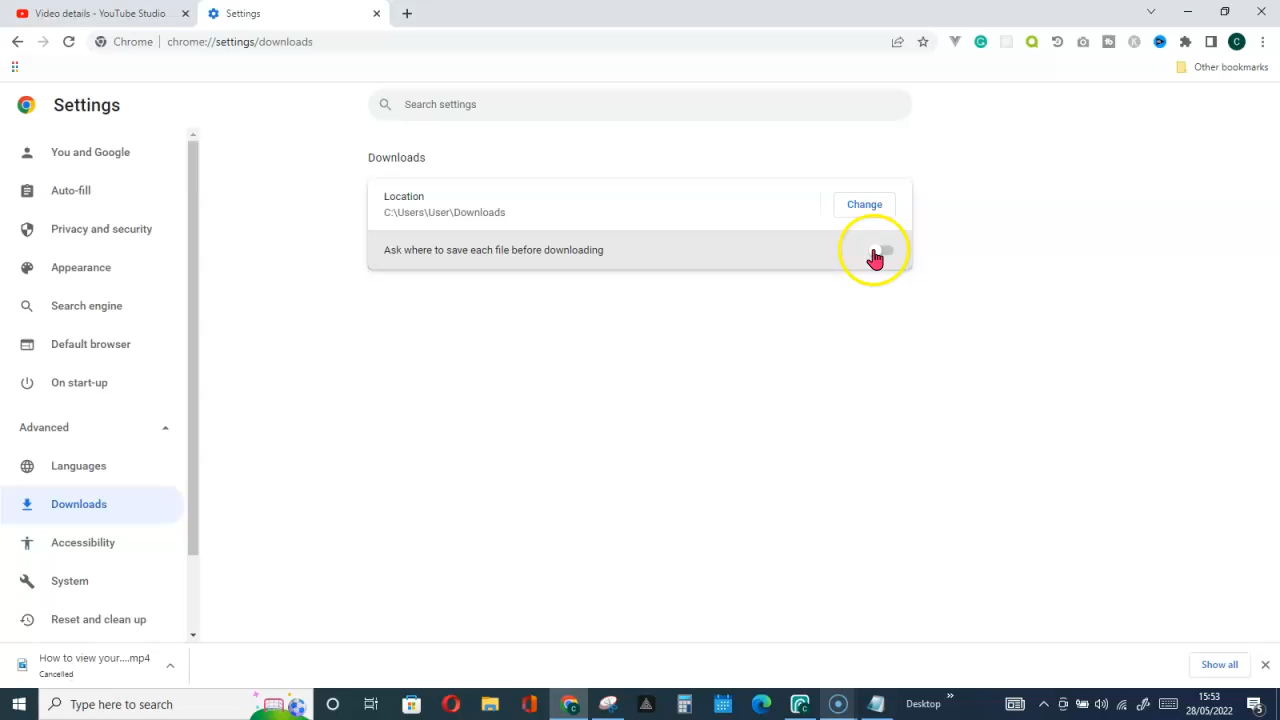 Video details - YouTube Studio
Settings
Chrome
chrome://settings/downloads
Other bookmarks
Settings
Search settings
You and Google
Auto-fill
Privacy and security
Appearance
Search engine
Default browser
On start-up
Advanced
Languages
Downloads
Accessibility
System
Reset and clean up
Downloads
Location
C:\Users\User\Downloads
Change
Ask where to save each file before downloading
How to view your....mp4
Cancelled
Show all
Type here to search
Desktop
15:53
28/05/2022
5